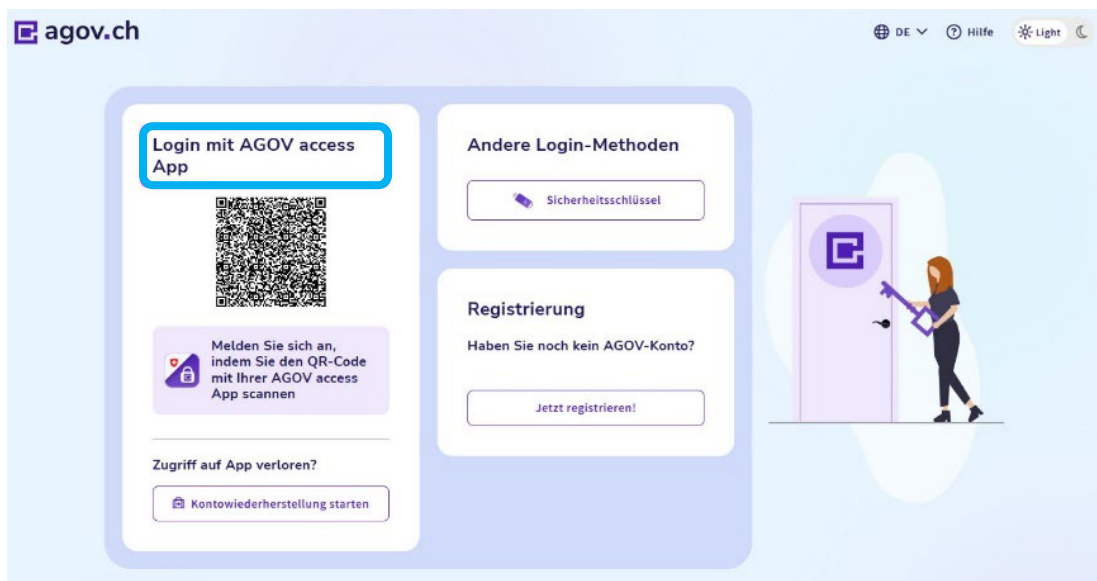 agov.ch
DE
Hilfe
Light
Login mit AGOV access
App
Melden Sie sich an,
indem Sie den QR-Code
mit Ihrer AGOV access
App scannen
Zugriff auf App verloren?
Kontowiederherstellung starten
Andere Login-Methoden
Sicherheitsschlüssel
Registrierung
Haben Sie noch kein AGOV-Konto?
Jetzt registrieren!